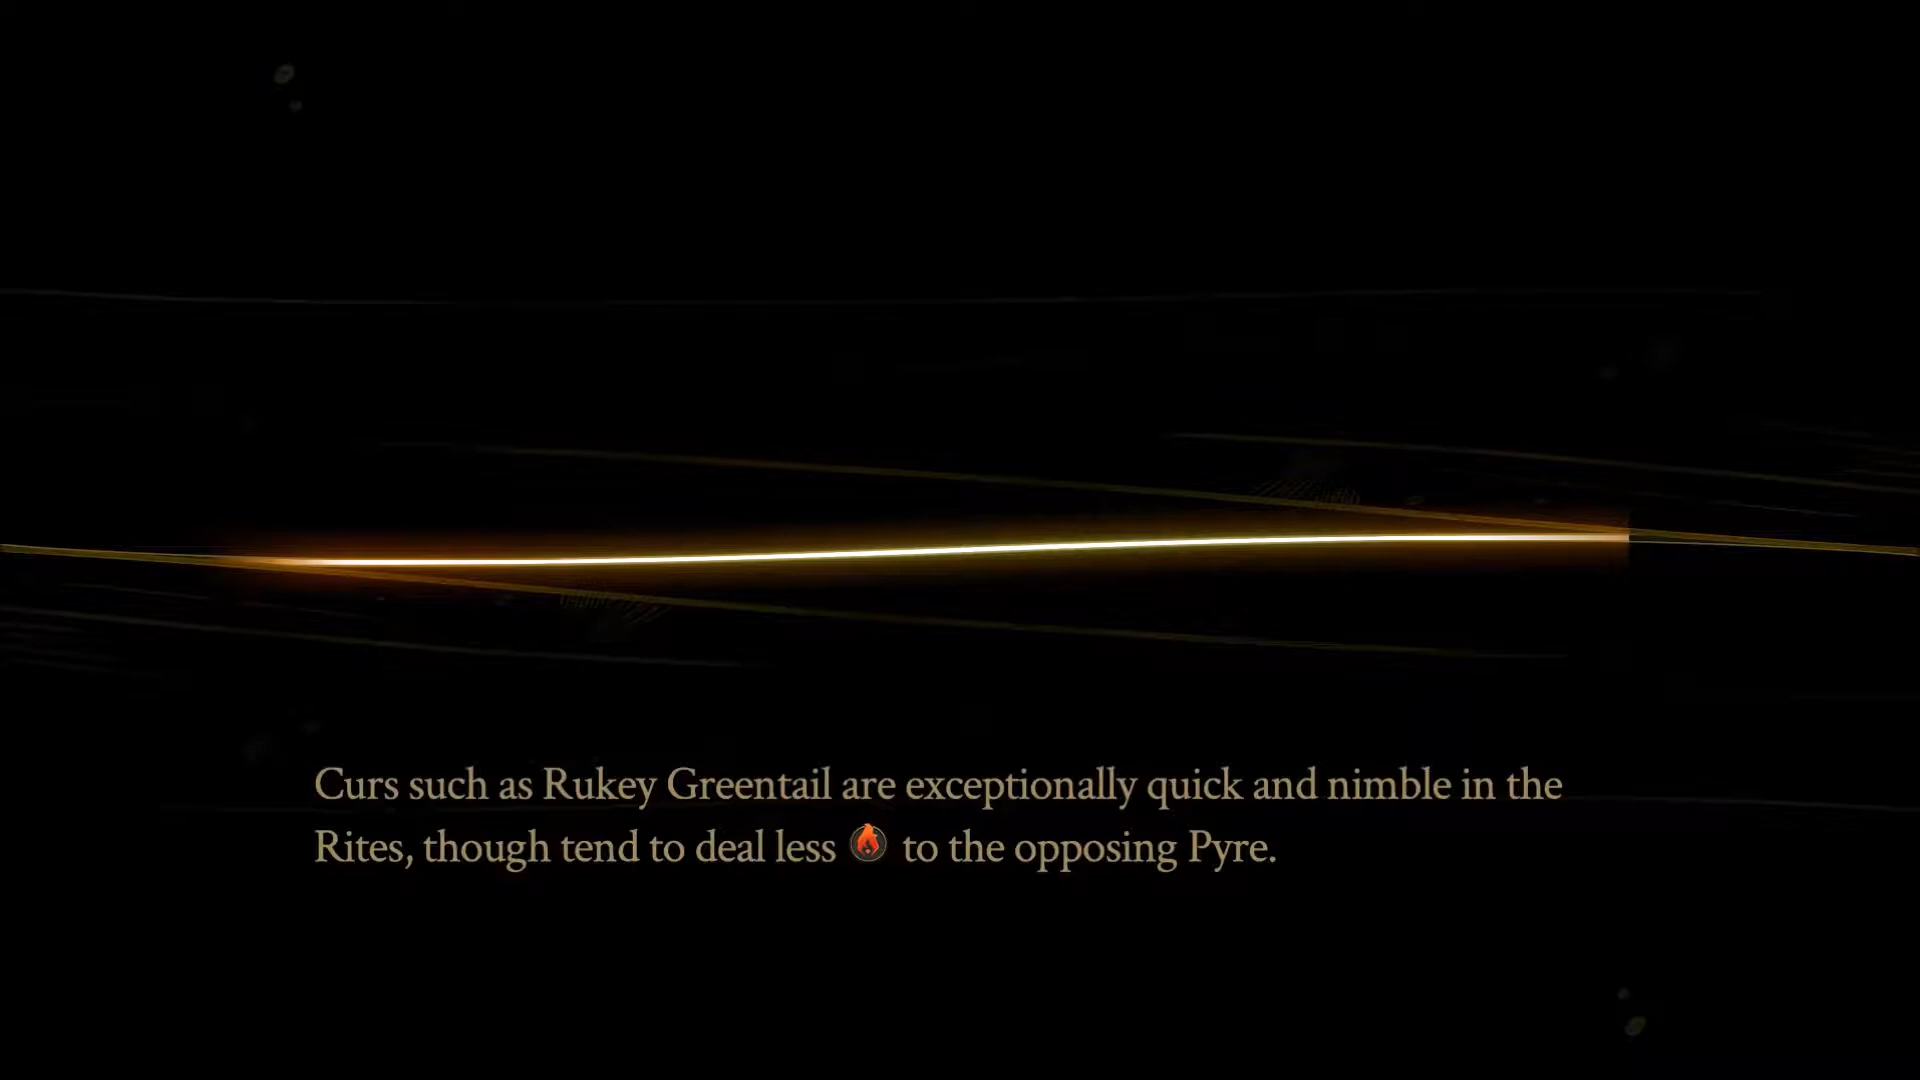 Curs such as Rukey Greentail are exceptionally quick and nimble in the
Rites, though tend to deal less to the opposing Pyre.